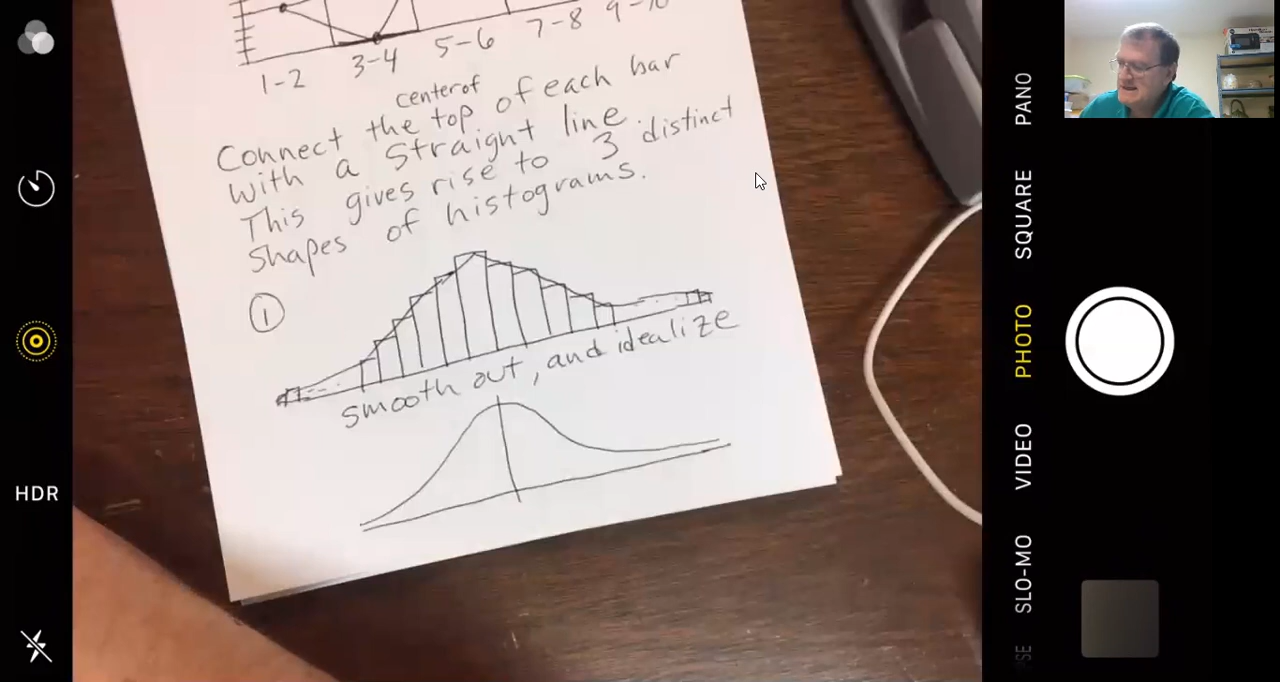 1-2 3-4 5-6 7-8 9-10
center of
Connect the top of each bar
with a straight line.
This gives rise to 3 distinct
shapes of histograms.
1
smooth out, and idealize
HDR
PANO
SQUARE
PHOTO
VIDEO
SLO-MO